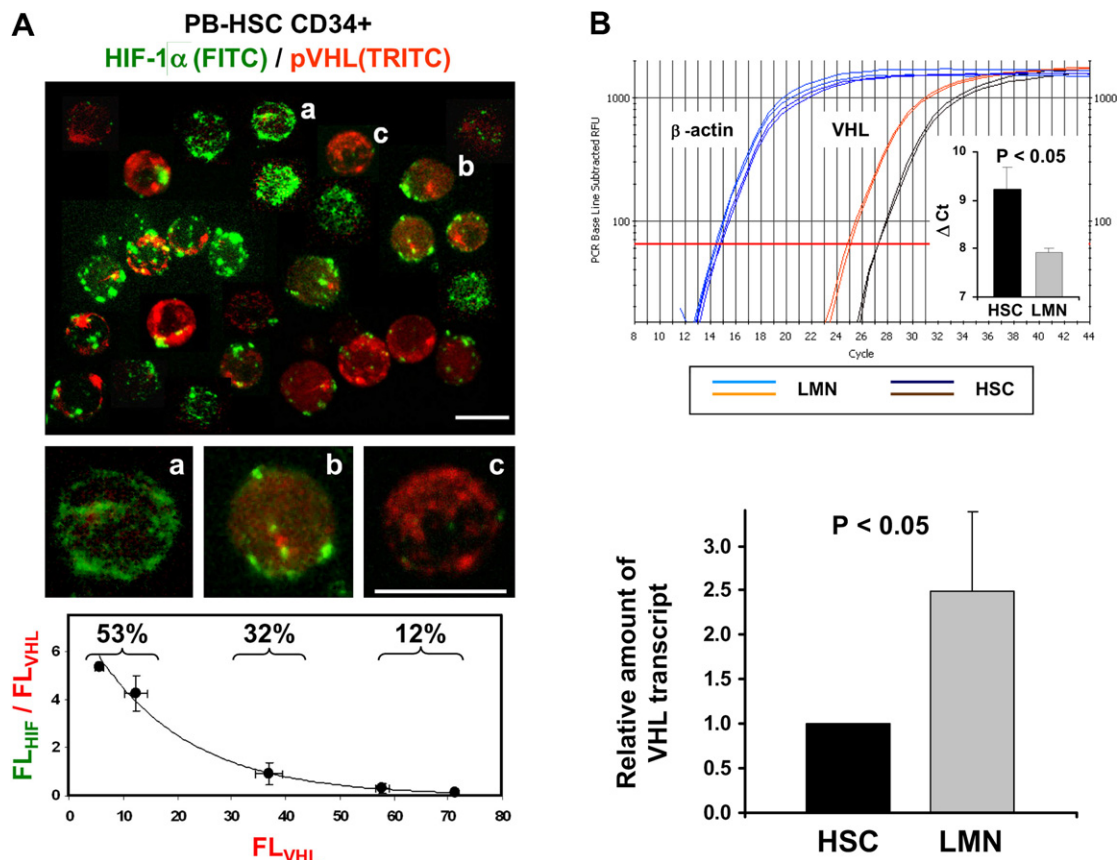 A
PB-HSC CD34+
HIF-1α (FITC) / pVHL(TRITC)
a
c
b
a
b
c
53%
32%
12%
FL_HIF / FL_VHL
6
4
2
0
0 10 20 30 40 50 60 70 80
FL_VHL
B
PCR Base Line Subtracted RFU
1000
100
β -actin
VHL
1000
100
P < 0.05
Δ Ct
10
9
8
7
HSC LMN
8 10 12 14 16 18 20 22 24 26 28 30 32 34 36 38 40 42 44
Cycle
LMN
HSC
Relative amount of
VHL transcript
P < 0.05
3.0
2.5
2.0
1.5
1.0
0.5
0.0
HSC LMN